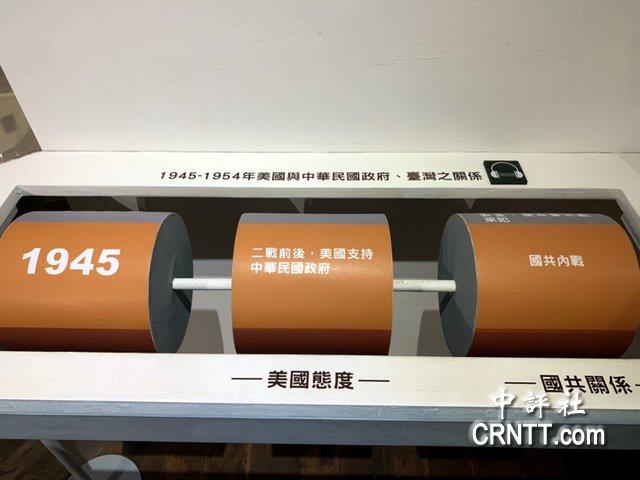 1945-1954年美國與中華民國政府、臺灣之關係
1945
二戰前後，美國支持
中華民國政府
國共內戰
美國態度
國共關係
中評社
CRNTT.com